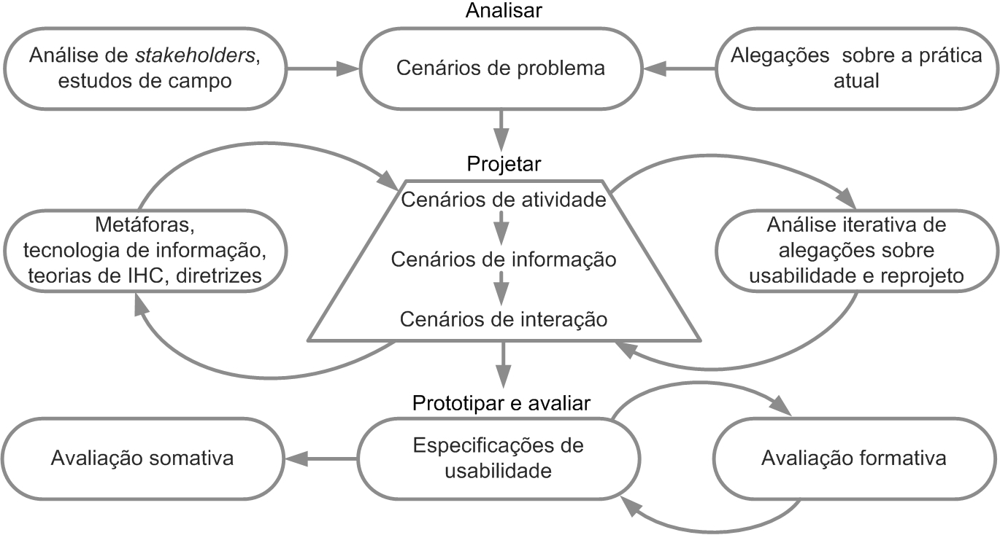 Analisar
Análise de stakeholders,
estudos de campo
Cenários de problema
Alegações sobre a prática
atual
Projetar
Metáforas,
tecnologia de informação,
teorias de IHC, diretrizes
Cenários de atividade
Cenários de informação
Cenários de interação
Análise iterativa de
alegações sobre
usabilidade e reprojeto
Prototipar e avaliar
Avaliação somativa
Especificações de
usabilidade
Avaliação formativa